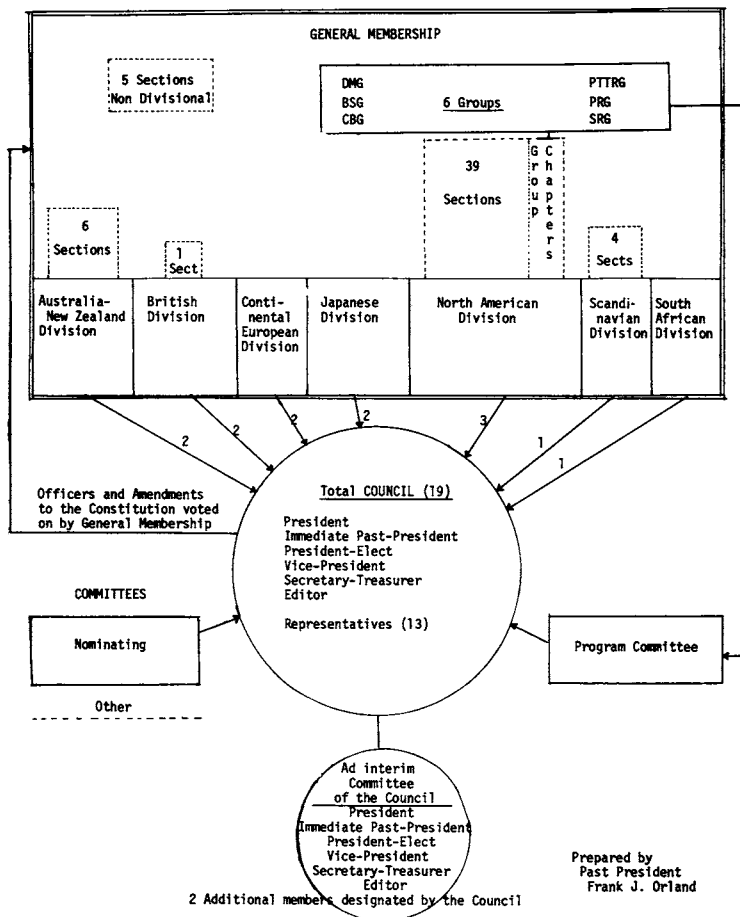 GENERAL MEMBERSHIP
5 Sections
Non Divisional
DMG PTTRG
BSG 6 Groups PRG
CBG SRG
39
Sections
Group
Chapters
6
Sections
1
Sect
4
Sects
Australia-
New Zealand
Division
British
Division
Conti-
nental
European
Division
Japanese
Division
North American
Division
Scandi-
navian
Division
South
African
Division
2
2
2
2
3
1
1
Officers and Amendments
to the Constitution voted
on by General Membership
Total COUNCIL (19)
President
Immediate Past-President
President-Elect
Vice-President
Secretary-Treasurer
Editor
Representatives (13)
COMMITTEES
Nominating
Other
Program Committee
Ad interim
Committee
of the Council
President
Immediate Past-President
President-Elect
Vice-President
Secretary-Treasurer
Editor
2 Additional members designated by the Council
Prepared by
Past President
Frank J. Orland